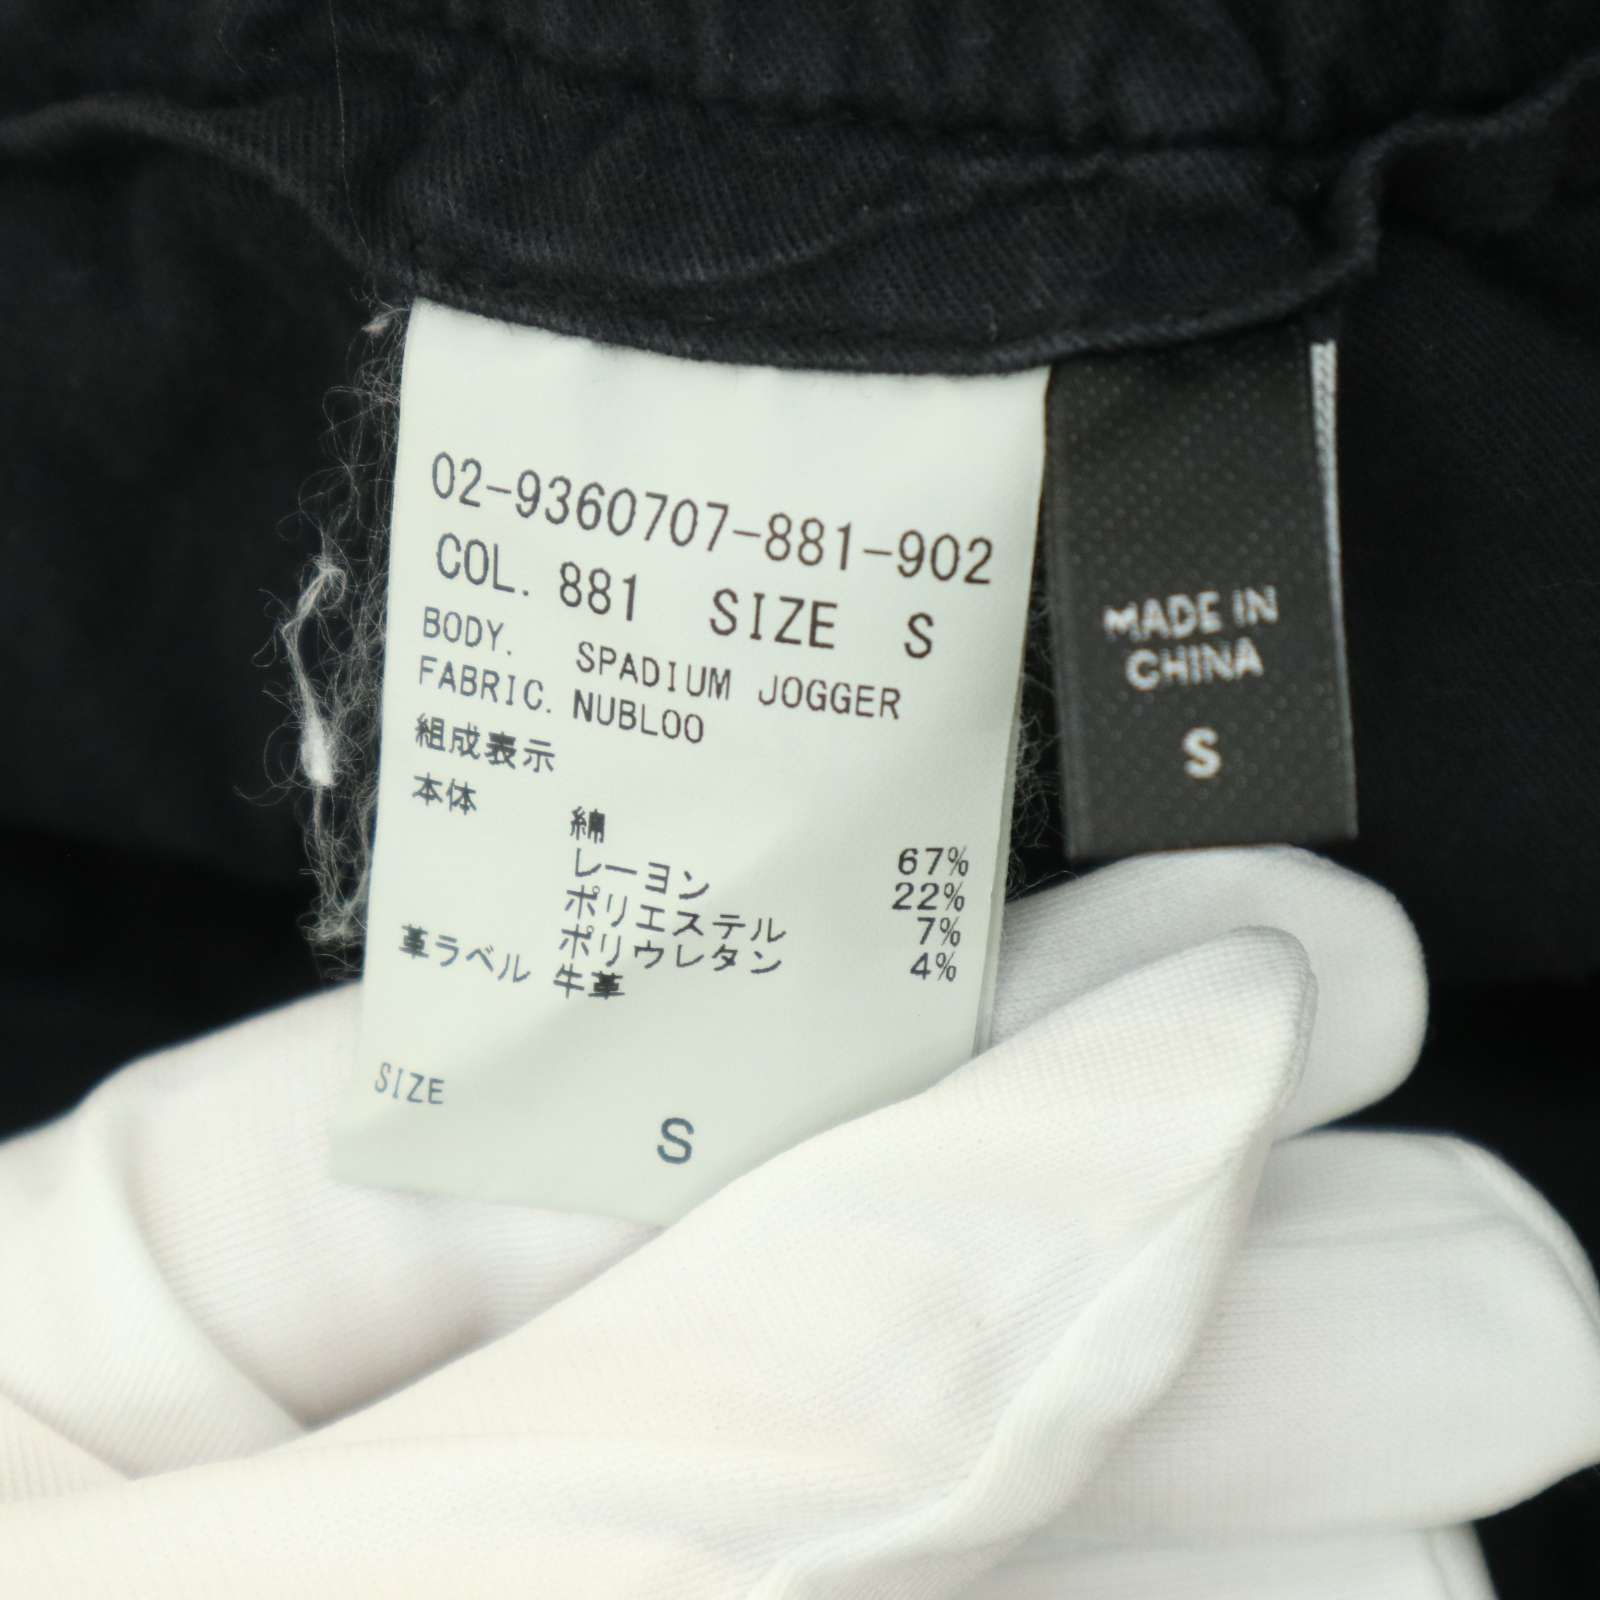 02-9360707-881-902
COL. 881 SIZE S
BODY. SPADIUM JOGGER
FABRIC. NUBLOO
組成表示
本体
綿 67%
レーヨン 22%
ポリエステル 7%
ポリウレタン 4%
革ラベル 牛革
SIZE
S
MADE IN
CHINA
S